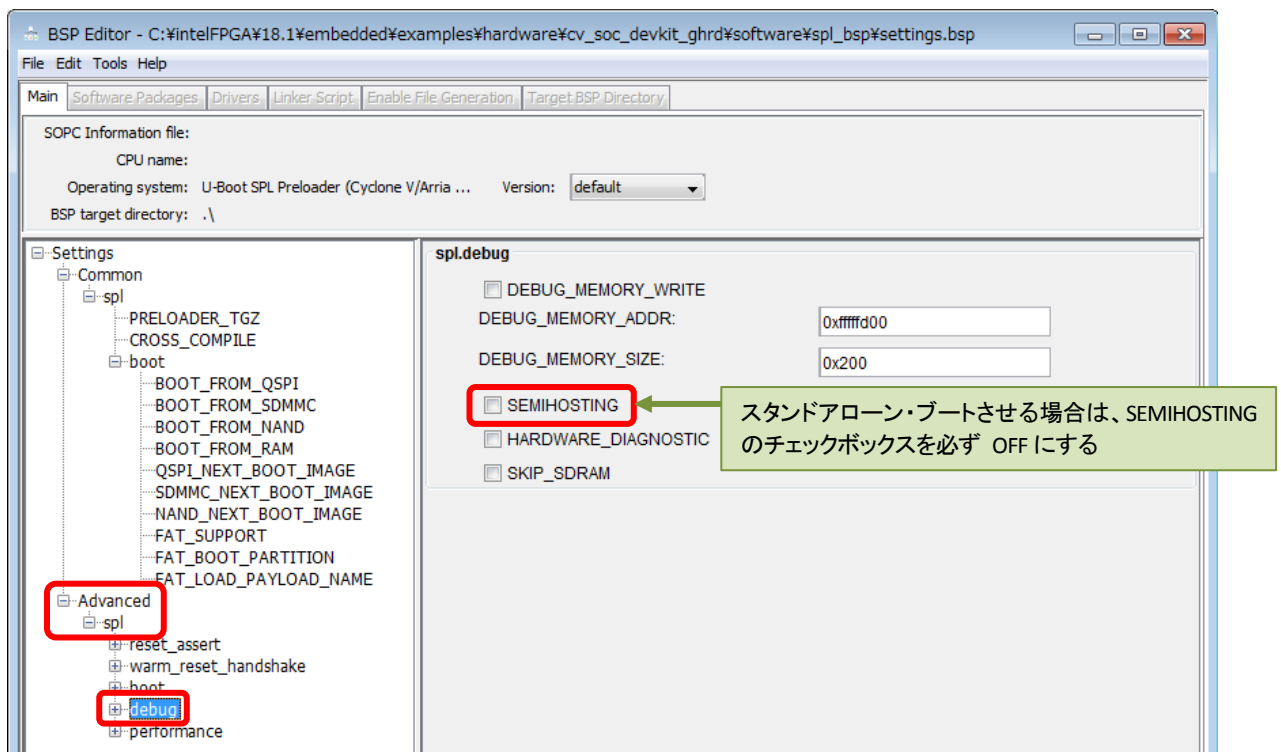 BSP Editor - C:¥intelFPGA¥18.1¥embedded¥examples¥hardware¥cv_soc_devkit_ghrd¥software¥spl_bsp¥settings.bsp
File Edit Tools Help
Main Software Packages Drivers Linker Script Enable File Generation Target BSP Directory
SOPC Information file:
CPU name:
Operating system: U-Boot SPL Preloader (Cyclone V/Arria ... Version: default
BSP target directory: .\
Settings
Common
spl
PRELOADER_TGZ
CROSS_COMPILE
boot
BOOT_FROM_QSPI
BOOT_FROM_SDMMC
BOOT_FROM_NAND
BOOT_FROM_RAM
QSPI_NEXT_BOOT_IMAGE
SDMMC_NEXT_BOOT_IMAGE
NAND_NEXT_BOOT_IMAGE
FAT_SUPPORT
FAT_BOOT_PARTITION
FAT_LOAD_PAYLOAD_NAME
Advanced
spl
reset_assert
warm_reset_handshake
boot
debug
performance
spl.debug
DEBUG_MEMORY_WRITE
DEBUG_MEMORY_ADDR: 0xfffffd00
DEBUG_MEMORY_SIZE: 0x200
SEMIHOSTING
HARDWARE_DIAGNOSTIC
SKIP_SDRAM
スタンドアローン・ブートさせる場合は、SEMIHOSTING
のチェックボックスを必ず OFF にする